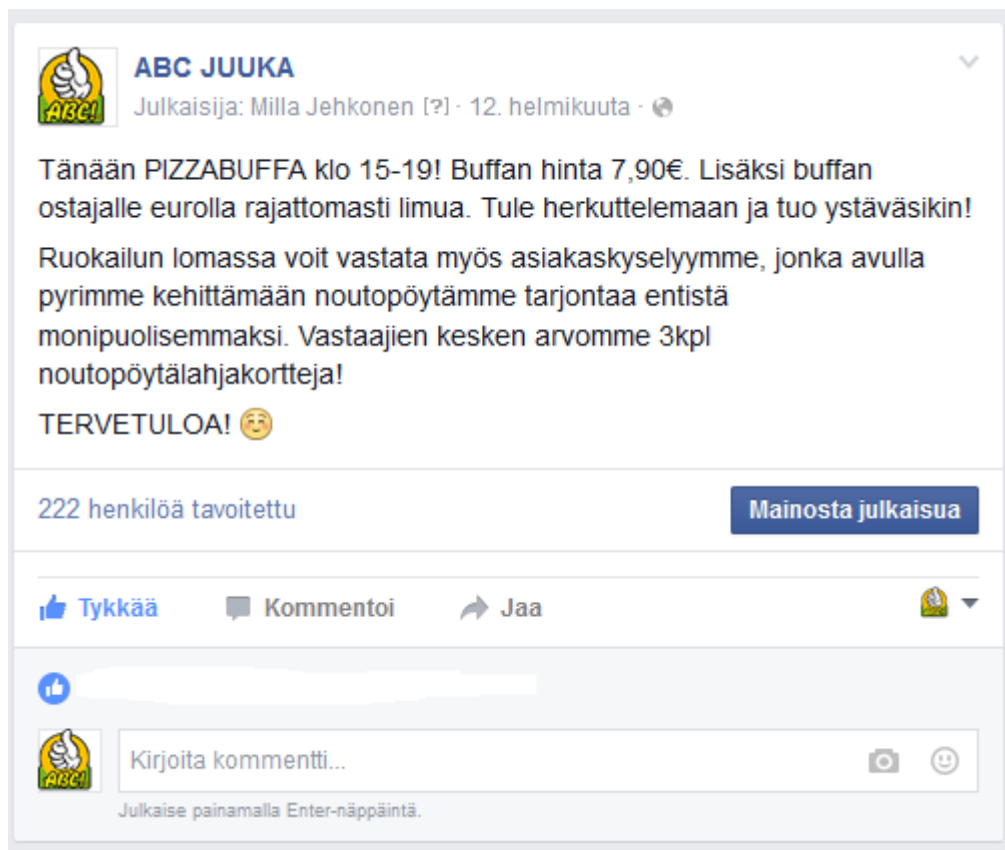 ABC JUUKA
Julkaisija: Milla Jehkonen [?] · 12. helmikuuta ·
Tänään PIZZABUFFA klo 15-19! Buffan hinta 7,90€. Lisäksi buffan
ostajalle eurolla rajattomasti limua. Tule herkuttelemaan ja tuo ystäväsikin!
Ruokailun lomassa voit vastata myös asiakaskyselyymme, jonka avulla
pyrimme kehittämään noutopöytämme tarjontaa entistä
monipuolisemmaksi. Vastaajien kesken arvomme 3kpl
noutopöytälahjakortteja!
TERVETULOA! ☺
222 henkilöä tavoitettu
Mainosta julkaisua
Tykkää Kommentoi Jaa
Kirjoita kommentti...
Julkaise painamalla Enter-näppäintä.
ABC!
ABC!